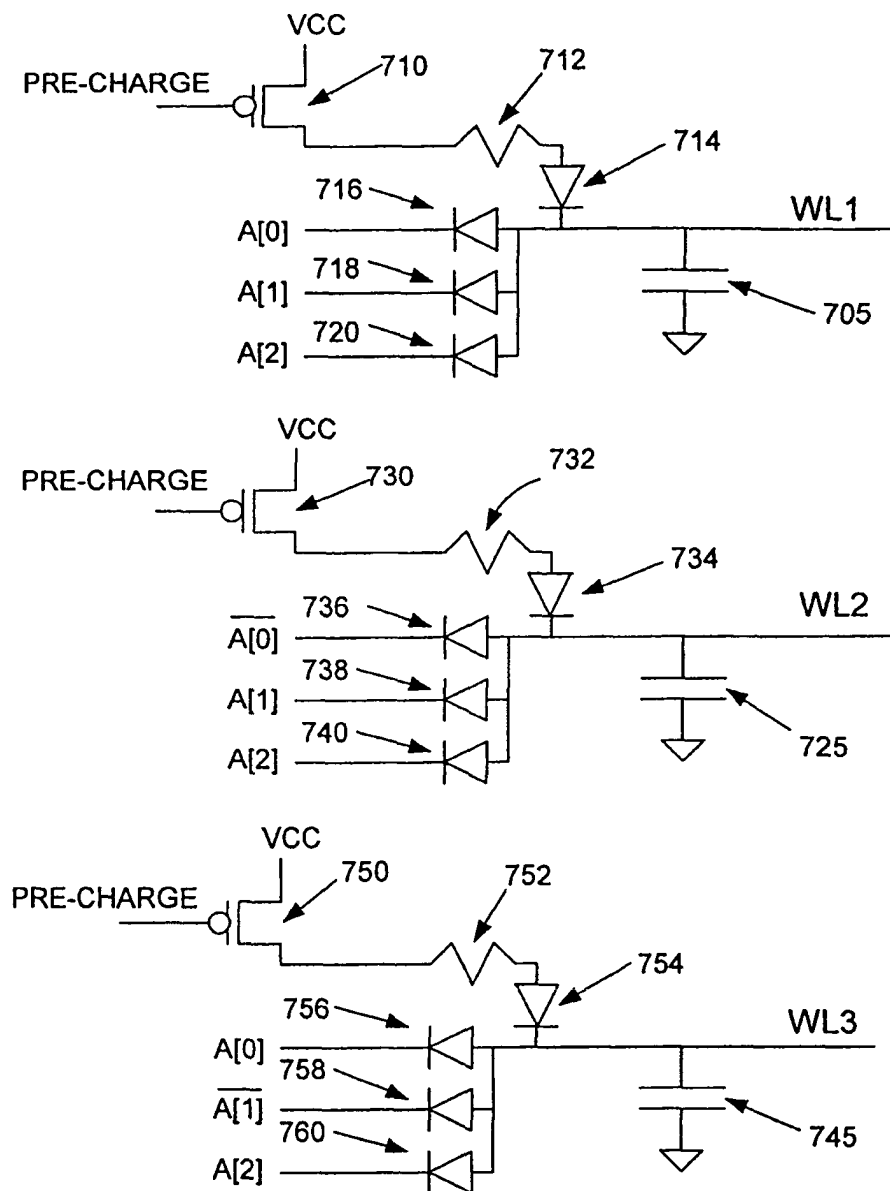 VCC
710
712
PRE-CHARGE
714
716
WL1
A[0]
718
A[1]
705
720
A[2]
VCC
730
732
PRE-CHARGE
734
736
WL2
A̅[̅0̅]̅
738
A[1]
740
725
A[2]
VCC
750
752
PRE-CHARGE
754
756
WL3
A[0]
758
A̅[̅1̅]̅
745
760
A[2]